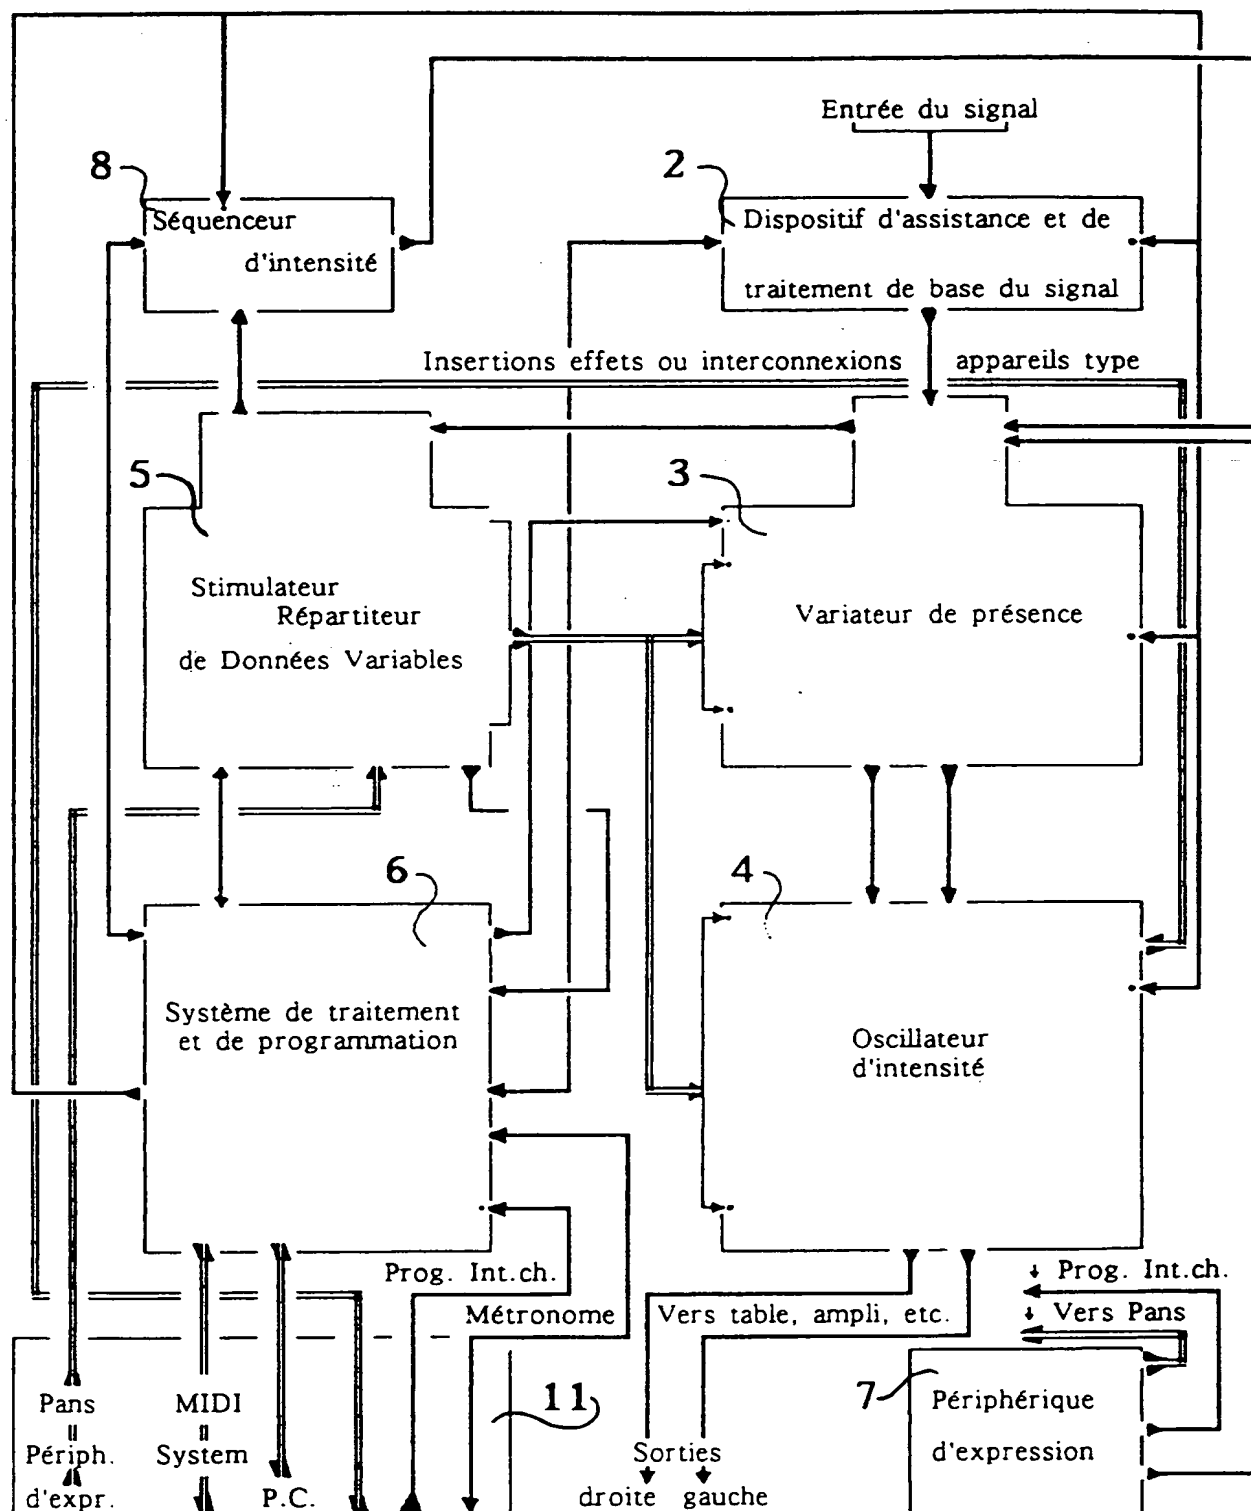 Entrée du signal
8
2
Séquenceur
d'intensité
Dispositif d'assistance et de
traitement de base du signal
Insertions effets ou interconnexions appareils type
5
3
Stimulateur
Répartiteur
de Données Variables
Variateur de présence
6
4
Système de traitement
et de programmation
Oscillateur
d'intensité
Prog. Int.ch.
Métronome
Vers table, ampli, etc.
Prog. Int.ch.
Vers Pans
Pans
Périph.
d'expr.
MIDI
System
P.C.
11
Sorties
droite gauche
7
Périphérique
d'expression